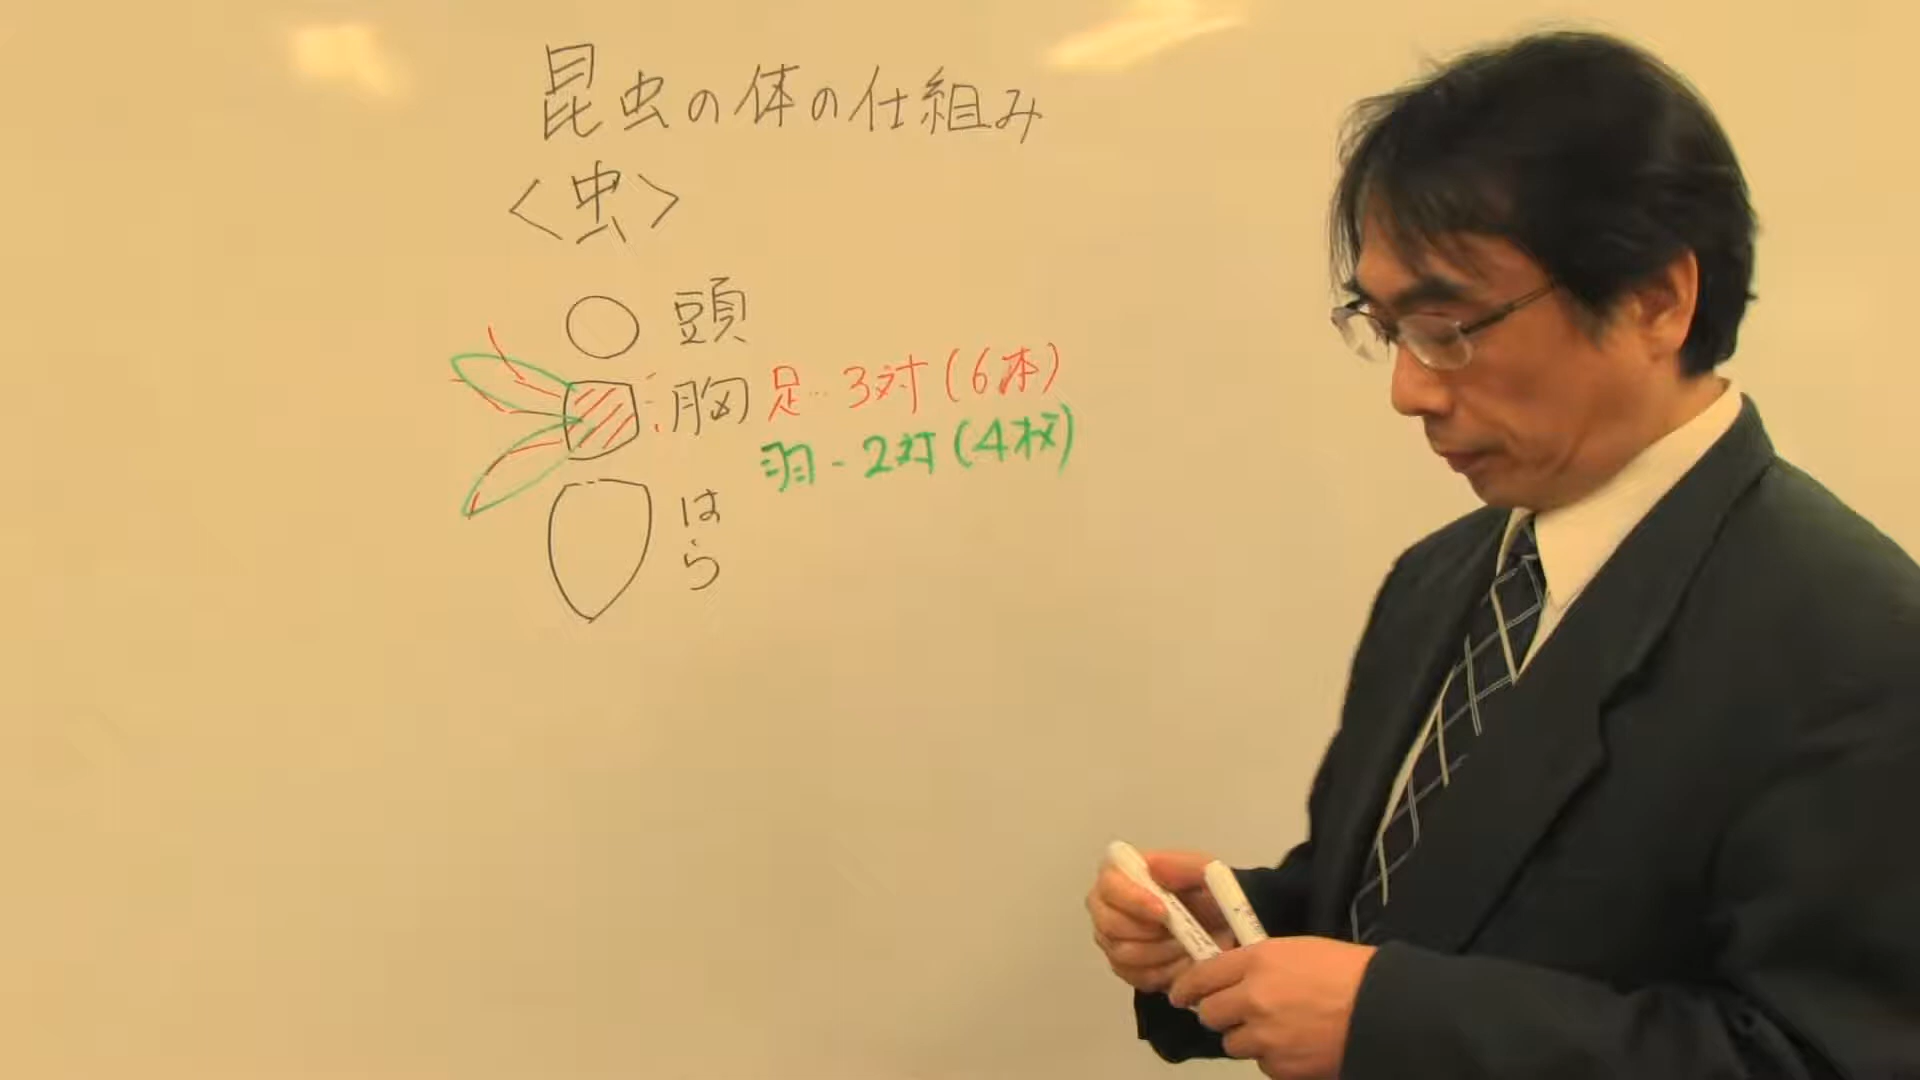 昆虫の体の仕組み
<虫>
頭
胸 足‥3対(6本)
羽-2対(4枚)
はら